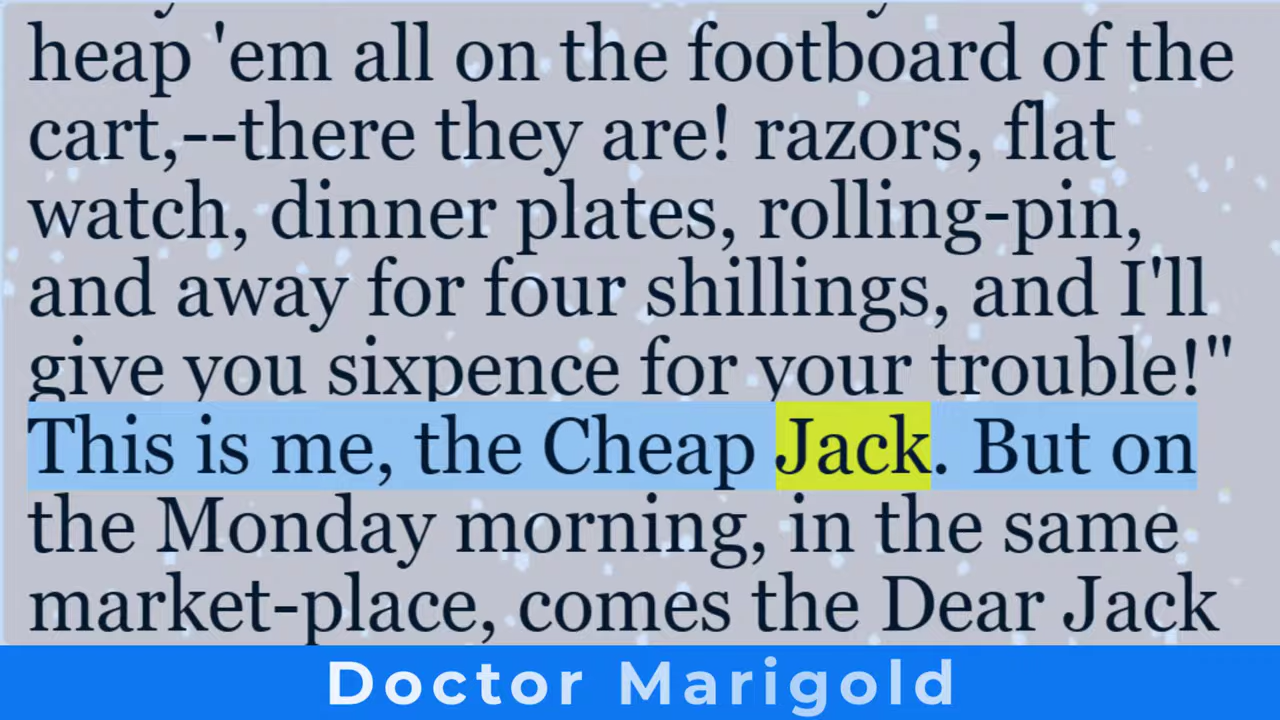 heap 'em all on the footboard of the
cart,--there they are! razors, flat
watch, dinner plates, rolling-pin,
and away for four shillings, and I'll
give you sixpence for your trouble!"
This is me, the Cheap Jack. But on
the Monday morning, in the same
market-place, comes the Dear Jack
Doctor Marigold